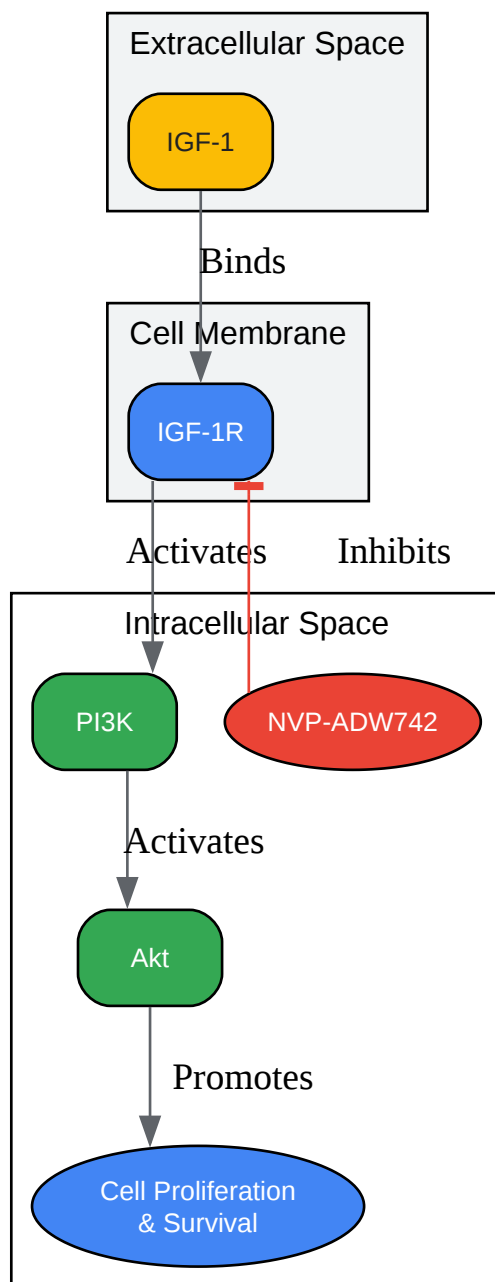 Extracellular Space
IGF-1
Binds
Cell Membrane
IGF-1R
Activates
Inhibits
Intracellular Space
PI3K
NVP-ADW742
Activates
Akt
Promotes
Cell Proliferation
& Survival